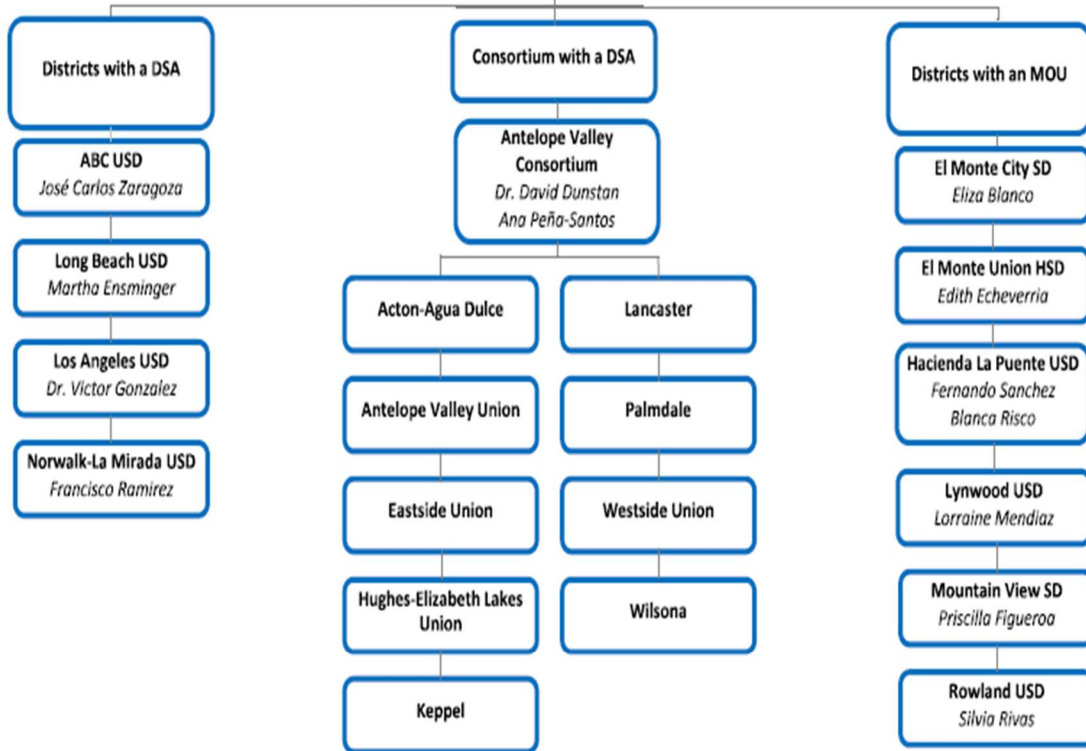 Districts with a DSA
ABC USD
José Carlos Zaragoza
Long Beach USD
Martha Ensminger
Los Angeles USD
Dr. Victor Gonzalez
Norwalk-La Mirada USD
Francisco Ramirez
Consortium with a DSA
Antelope Valley
Consortium
Dr. David Dunstan
Ana Peña-Santos
Acton-Agua Dulce
Antelope Valley Union
Eastside Union
Hughes-Elizabeth Lakes
Union
Keppel
Lancaster
Palmdale
Westside Union
Wilsona
Districts with an MOU
El Monte City SD
Eliza Blanco
El Monte Union HSD
Edith Echeverria
Hacienda La Puente USD
Fernando Sanchez
Blanca Risco
Lynwood USD
Lorraine Mendiaz
Mountain View SD
Priscilla Figueroa
Rowland USD
Silvia Rivas